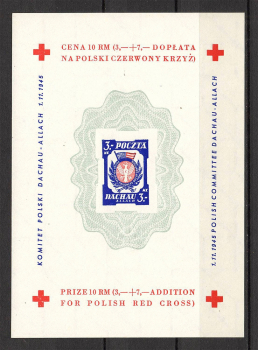 CENA 10 RM (3,—+7,— DOPŁATA
NA POLSKI CZERWONY KRZYŻ)
KOMITET POLSKI DACHAU-ALLACH 1.11.1945
3.- POCZTA
DACHAU
ALLACH
3.-
1.11.1945 POLISH COMMITTEE DACHAU-ALLACH
PRIZE 10 RM (3,—+7,—ADDITION
FOR POLISH RED CROSS)